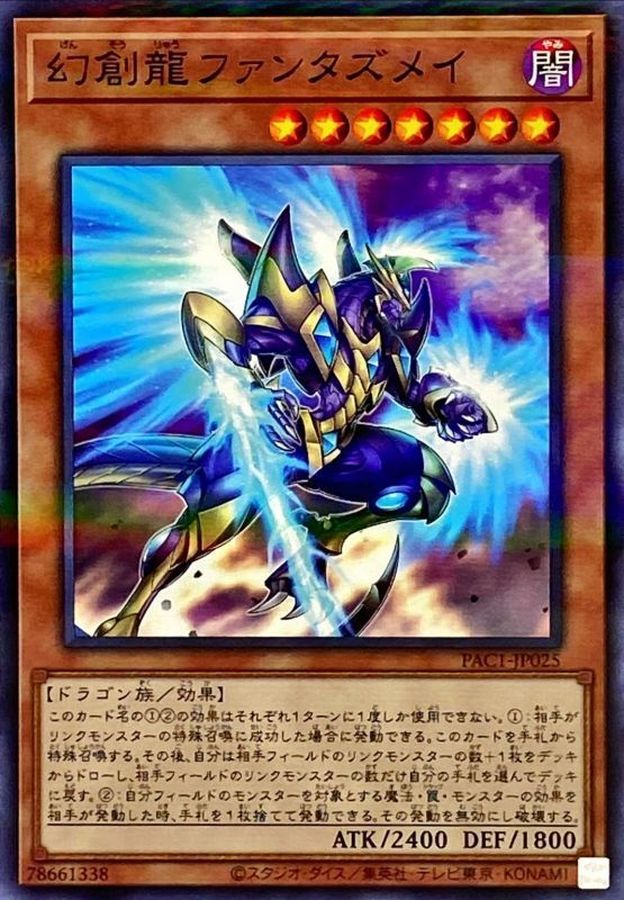 幻創龍ファンタズメイ
闇
PAC1-JP025
【ドラゴン族／効果】
このカード名の①②の効果はそれぞれ1ターンに1度しか使用できない。①：相手が
リンクモンスターの特殊召喚に成功した場合に発動できる。このカードを手札から
特殊召喚する。その後、自分は相手フィールドのリンクモンスターの数＋1枚をデッキ
からドローし、相手フィールドのリンクモンスターの数だけ自分の手札を選んでデッキ
に戻す。②：自分フィールドのモンスターを対象とする魔法・罠・モンスターの効果を
相手が発動した時、手札を1枚捨てて発動できる。その発動を無効にし破壊する。
ATK/2400 DEF/1800
78661338
©スタジオ・ダイス／集英社・テレビ東京・KONAMI